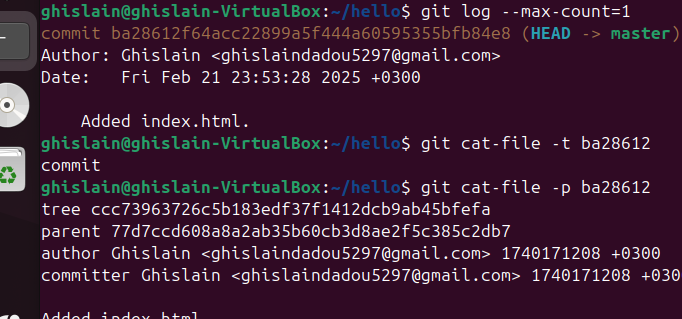 ghislain@ghislain-VirtualBox:~/hello$ git log --max-count=1
commit ba28612f64acc22899a5f444a60595355bfb84e8 (HEAD -> master)
Author: Ghislain <ghislaindadou5297@gmail.com>
Date:   Fri Feb 21 23:53:28 2025 +0300
    Added index.html.
ghislain@ghislain-VirtualBox:~/hello$ git cat-file -t ba28612
commit
ghislain@ghislain-VirtualBox:~/hello$ git cat-file -p ba28612
tree ccc73963726c5b183edf37f1412dcb9ab45bfefa
parent 77d7ccd608a8a2ab35b60cb3d8ae2f5c385c2db7
author Ghislain <ghislaindadou5297@gmail.com> 1740171208 +0300
committer Ghislain <ghislaindadou5297@gmail.com> 1740171208 +030
Added index.html